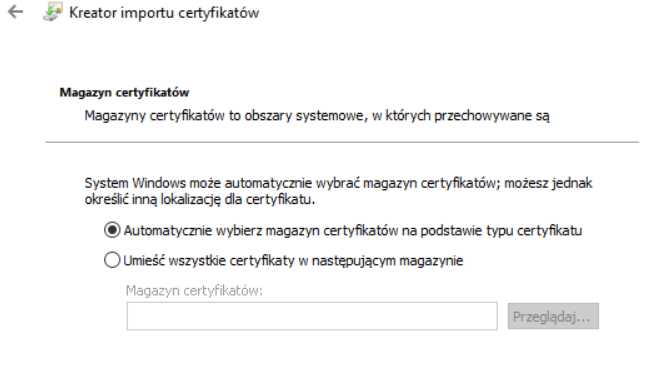 Kreator importu certyfikatów
Magazyn certyfikatów
Magazyny certyfikatów to obszary systemowe, w których przechowywane są
System Windows może automatycznie wybrać magazyn certyfikatów; możesz jednak
określić inną lokalizację dla certyfikatu.
Automatycznie wybierz magazyn certyfikatów na podstawie typu certyfikatu
Umieść wszystkie certyfikaty w następującym magazynie
Magazyn certyfikatów:
Przeglądaj...